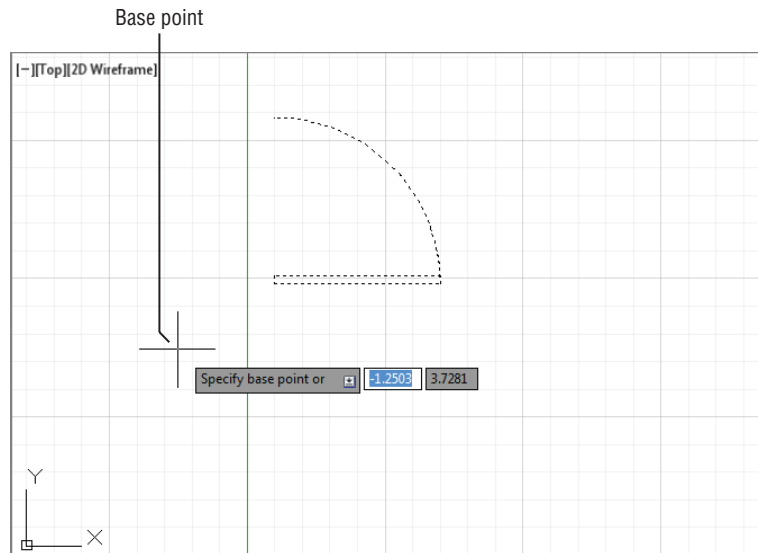 Base point
[−][Top][2D Wireframe]
Specify base point or -1.2503 3.7281
Y
X